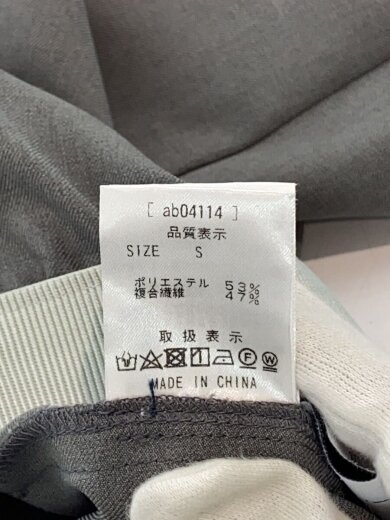 [ ab04114 ]
品質表示
SIZE S
ポリエステル 53%
複合繊維 47%
取扱表示
F W
MADE IN CHINA